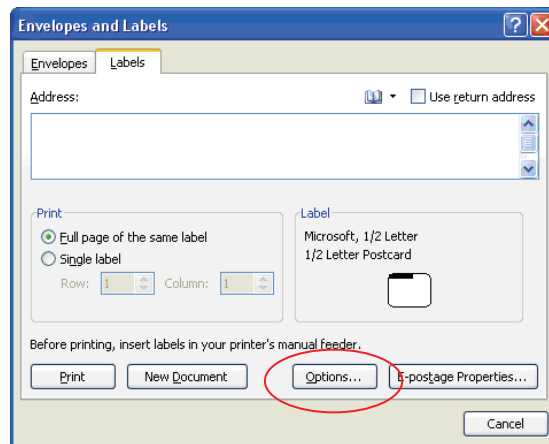 Envelopes and Labels
Envelopes Labels
Address: Use return address
Print
Full page of the same label
Single label
Row: 1 Column: 1
Label
Microsoft, 1/2 Letter
1/2 Letter Postcard
Before printing, insert labels in your printer's manual feeder.
Print New Document Options... E-postage Properties...
Cancel